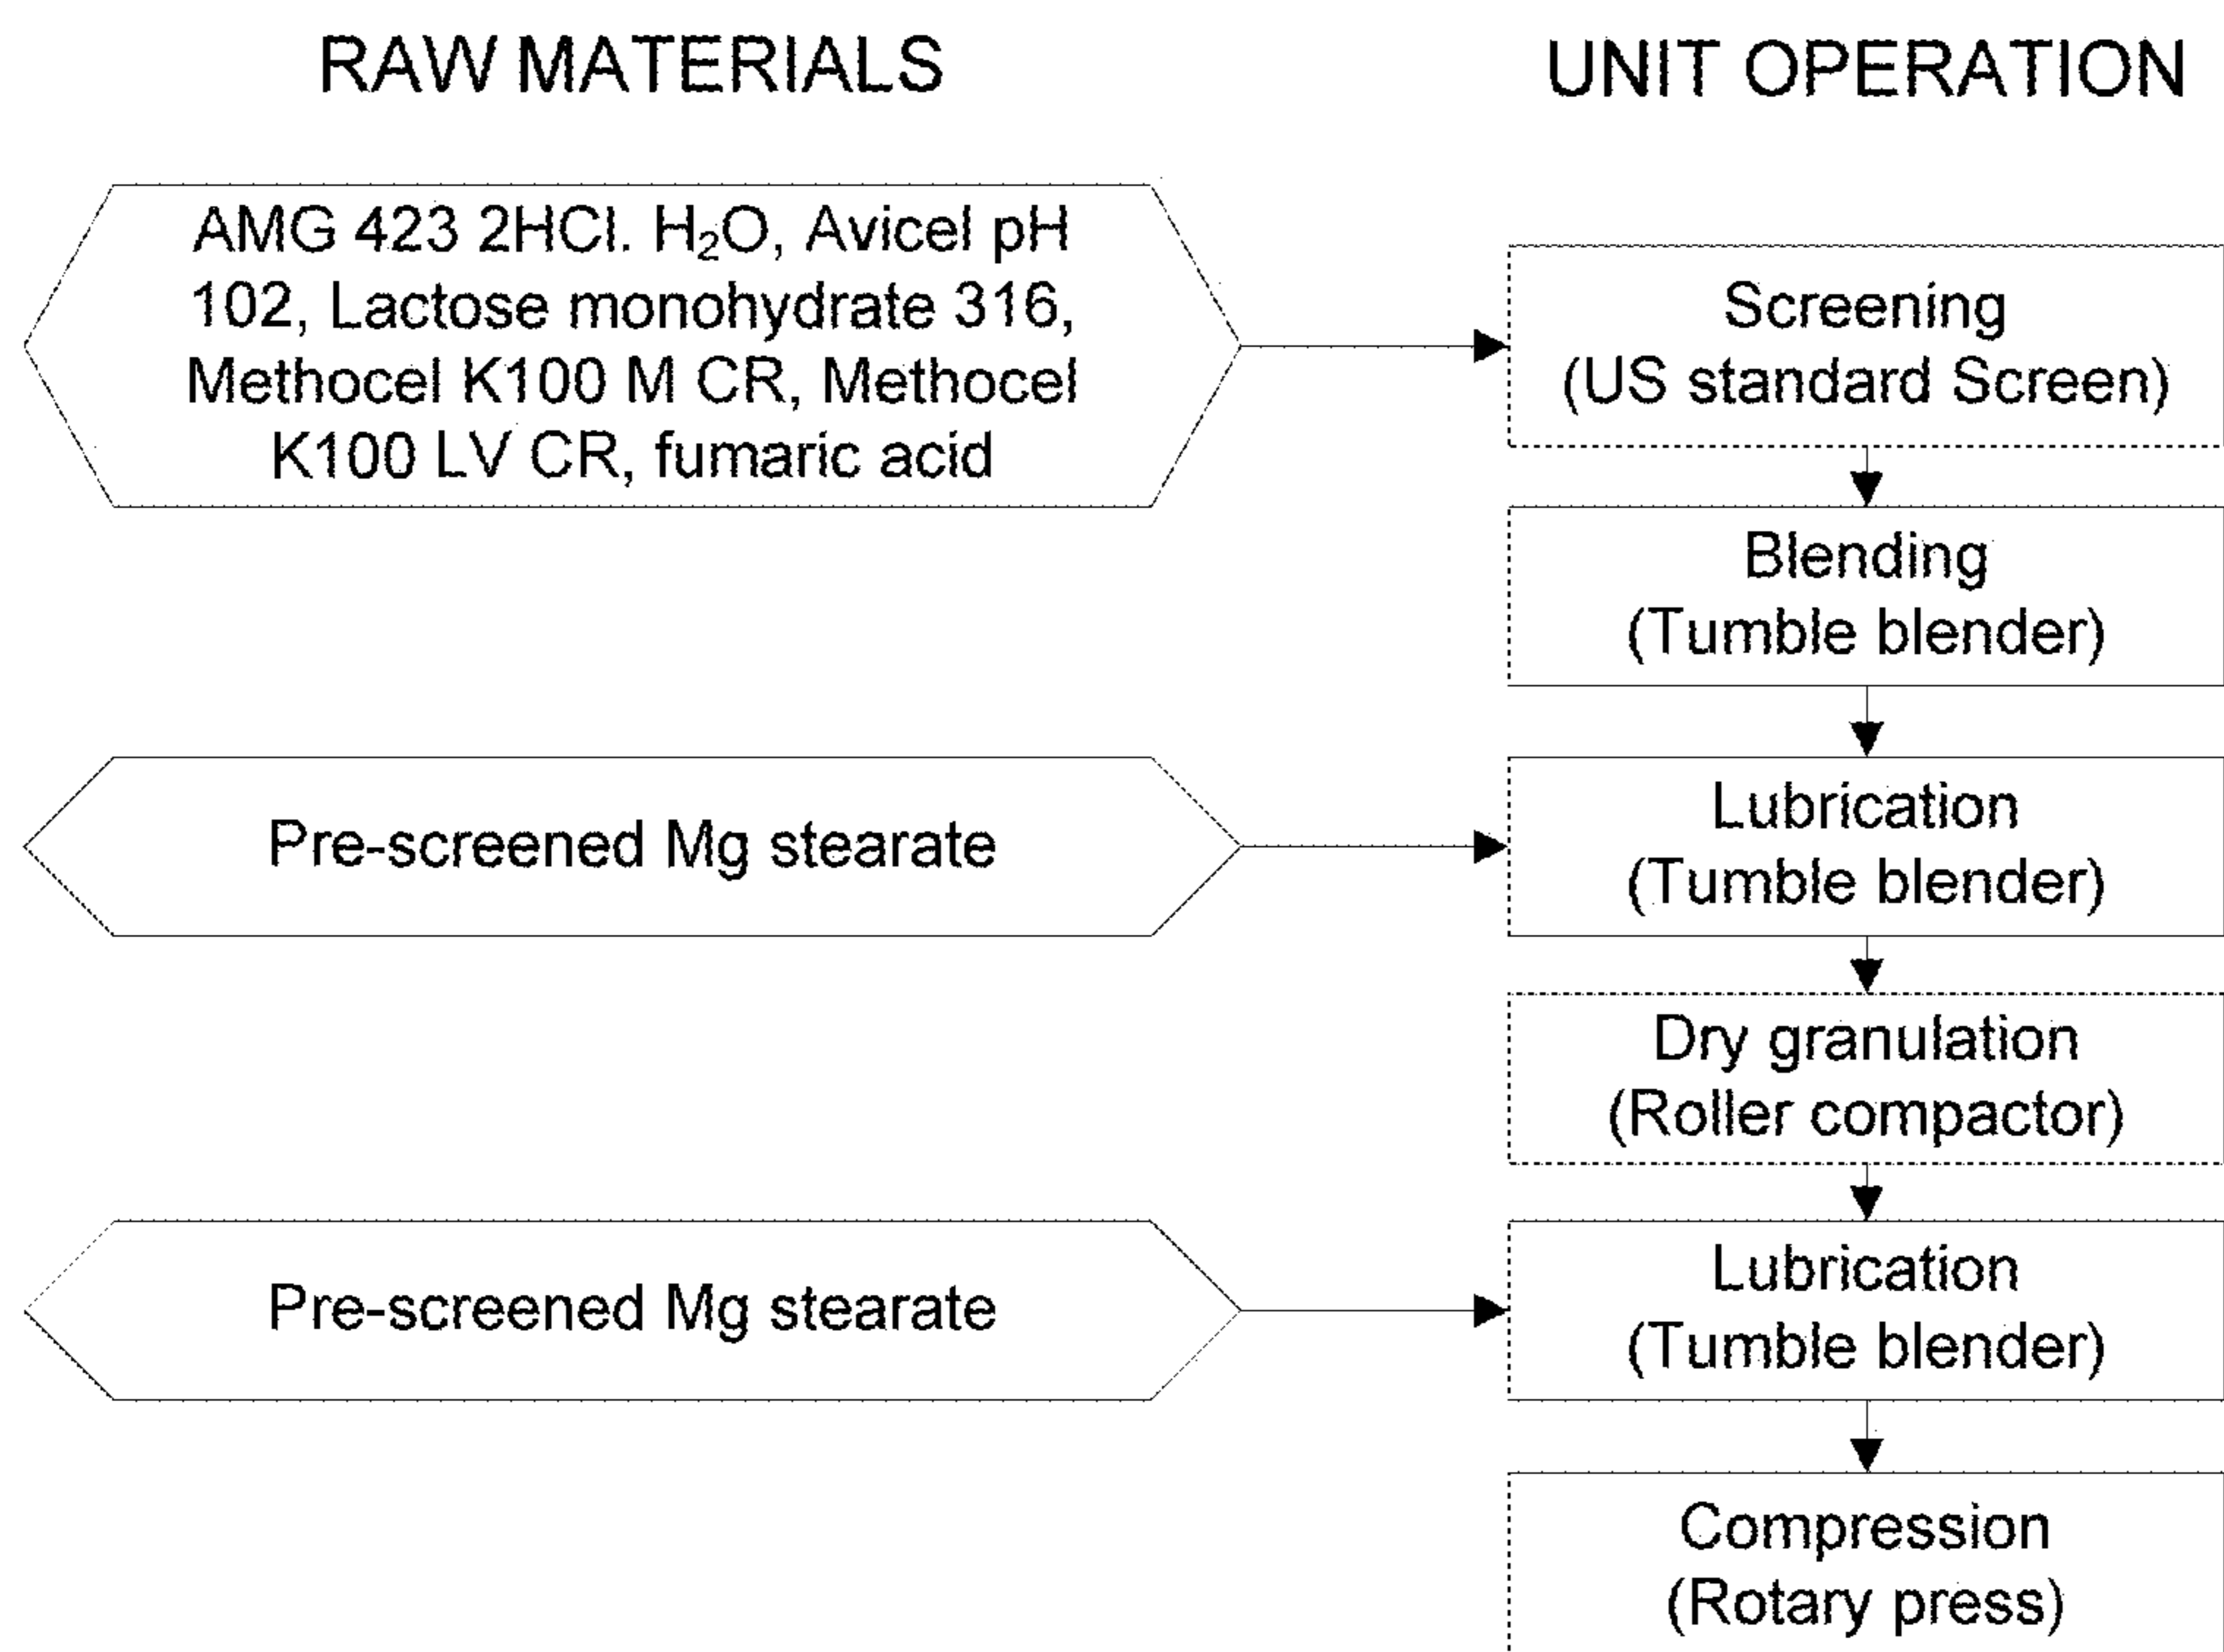 RAW MATERIALS
UNIT OPERATION
AMG 423 2HCl. H₂O, Avicel pH
102, Lactose monohydrate 316,
Methocel K100 M CR, Methocel
K100 LV CR, fumaric acid
Screening
(US standard Screen)
Blending
(Tumble blender)
Pre-screened Mg stearate
Lubrication
(Tumble blender)
Dry granulation
(Roller compactor)
Pre-screened Mg stearate
Lubrication
(Tumble blender)
Compression
(Rotary press)